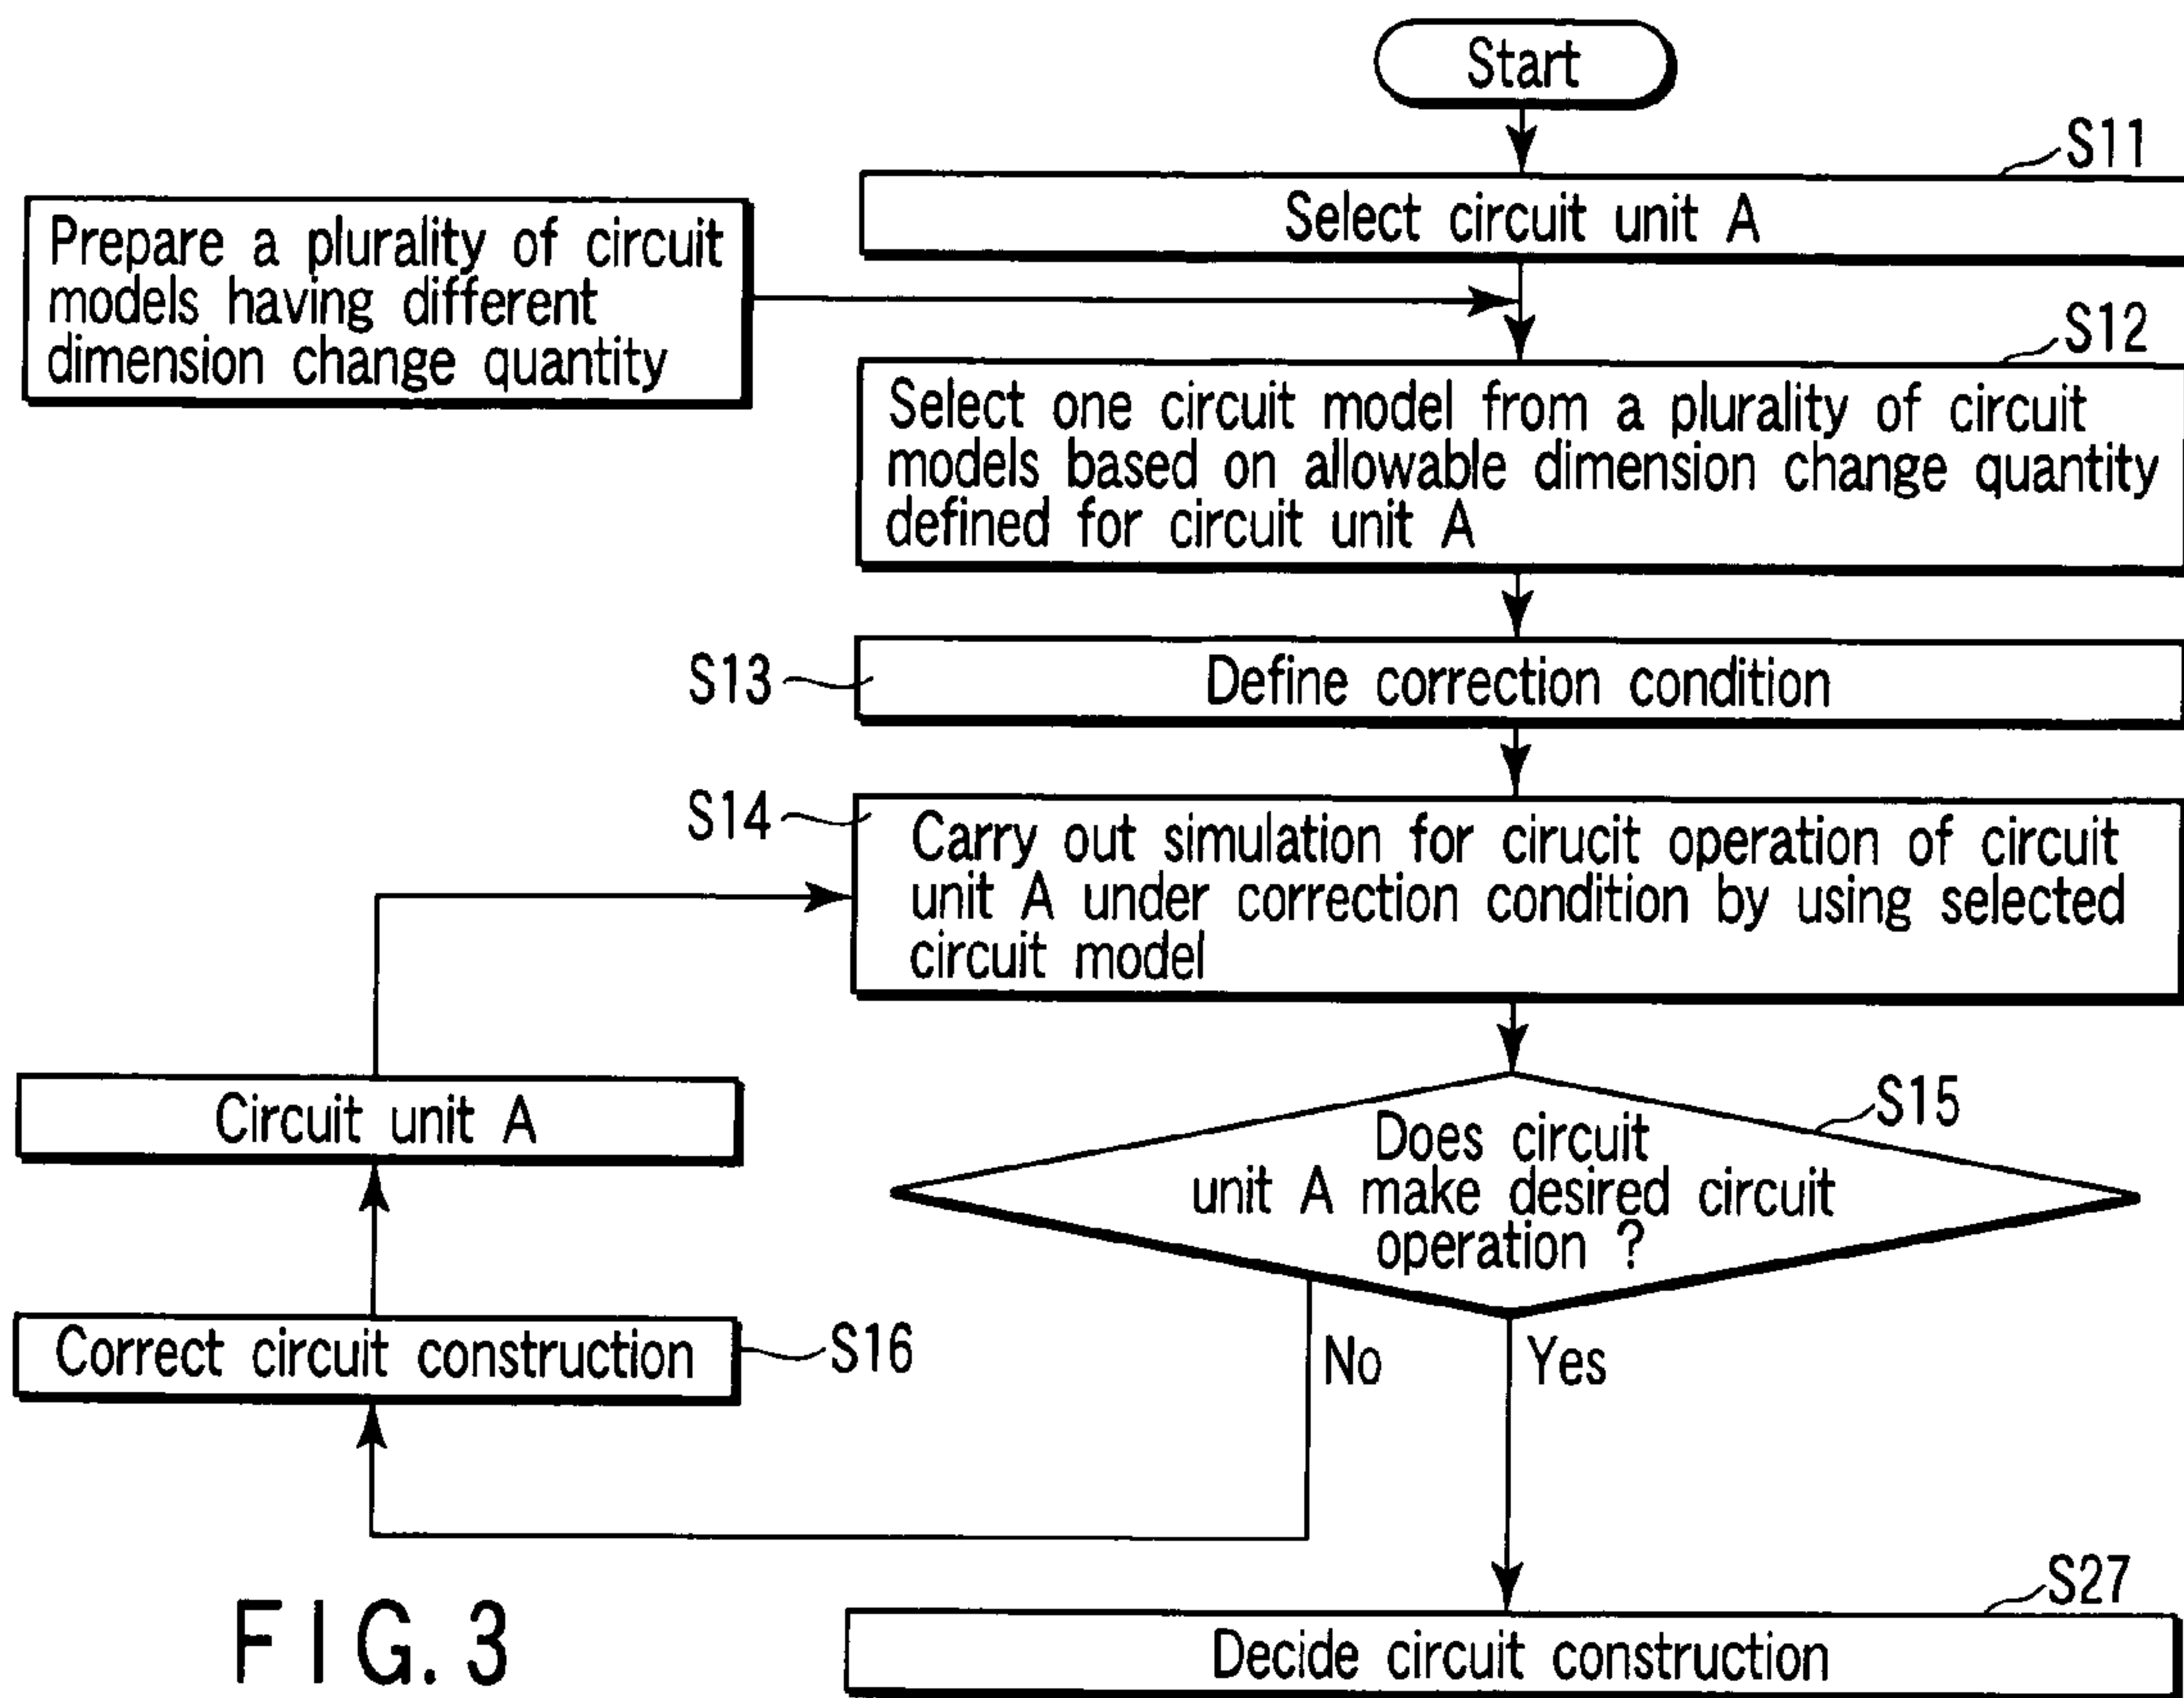 Start
S11
Select circuit unit A
Prepare a plurality of circuit
models having different
dimension change quantity
S12
Select one circuit model from a plurality of circuit
models based on allowable dimension change quantity
defined for circuit unit A
S13
Define correction condition
S14
Carry out simulation for cirucit operation of circuit
unit A under correction condition by using selected
circuit model
Circuit unit A
S15
Does circuit
unit A make desired circuit
operation ?
Correct circuit construction
S16
No
Yes
S27
Decide circuit construction
FIG. 3